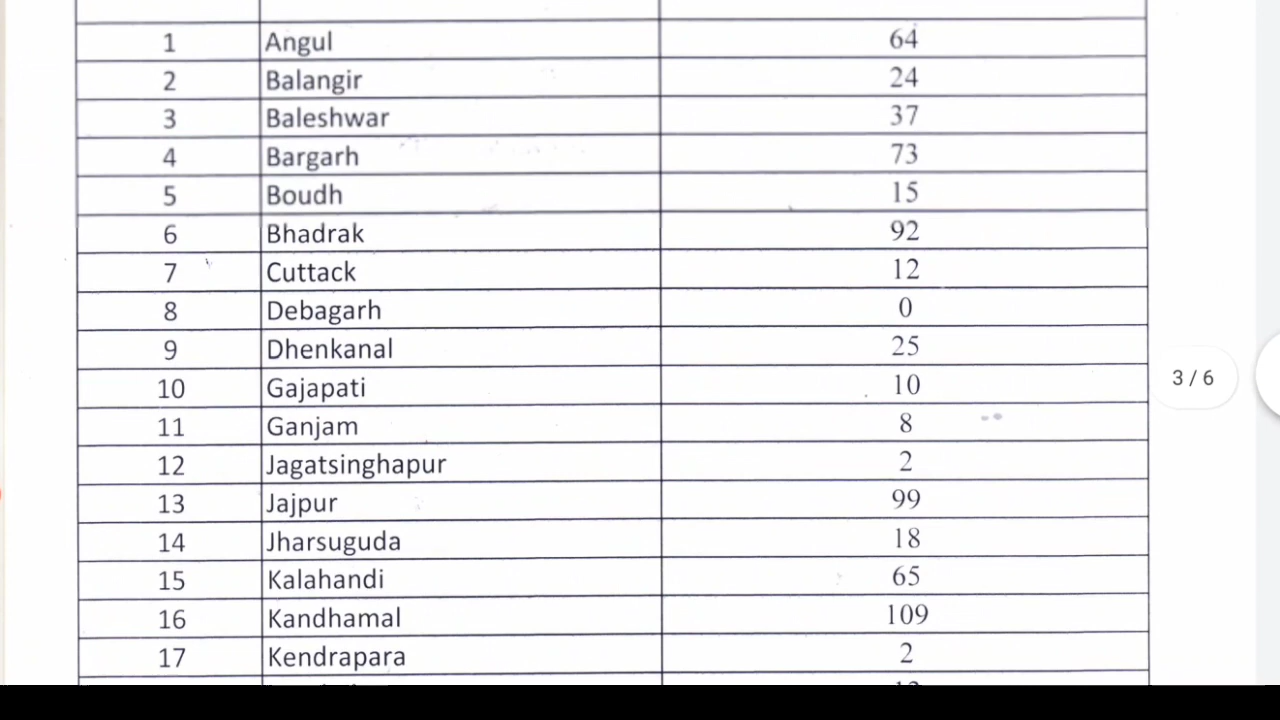 1 Angul 64
2 Balangir 24
3 Baleshwar 37
4 Bargarh 73
5 Boudh 15
6 Bhadrak 92
7 Cuttack 12
8 Debagarh 0
9 Dhenkanal 25
10 Gajapati 10
11 Ganjam 8
12 Jagatsinghapur 2
13 Jajpur 99
14 Jharsuguda 18
15 Kalahandi 65
16 Kandhamal 109
17 Kendrapara 2
3 / 6